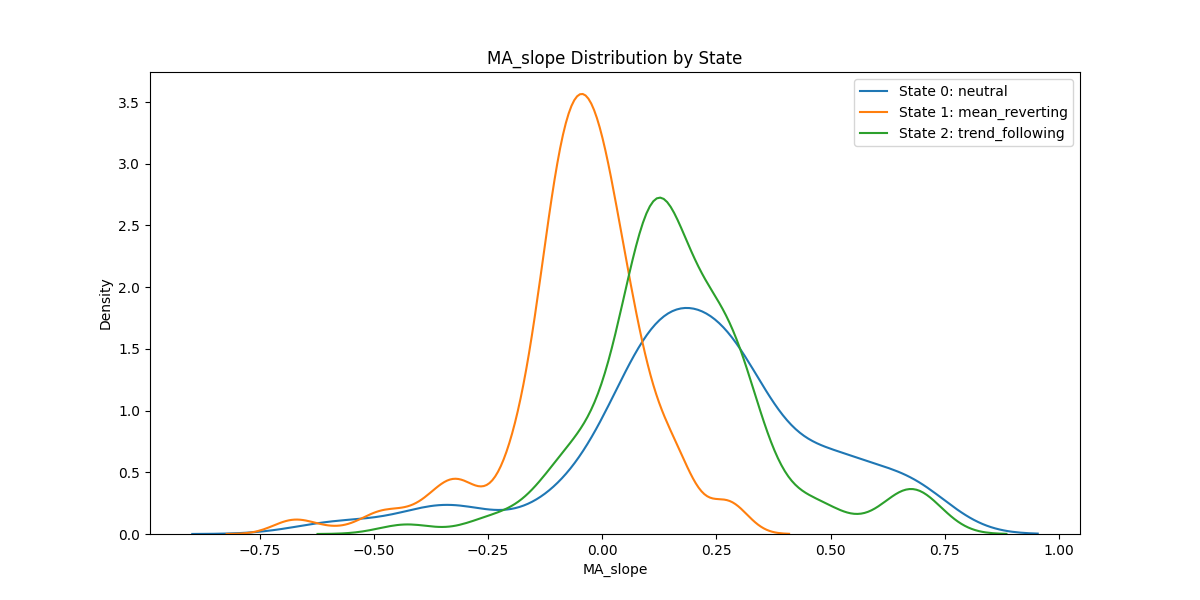 MA_slope Distribution by State
State 0: neutral
State 1: mean_reverting
State 2: trend_following
Density
3.5
3.0
2.5
2.0
1.5
1.0
0.5
0.0
−0.75 −0.50 −0.25 0.00 0.25 0.50 0.75 1.00
MA_slope